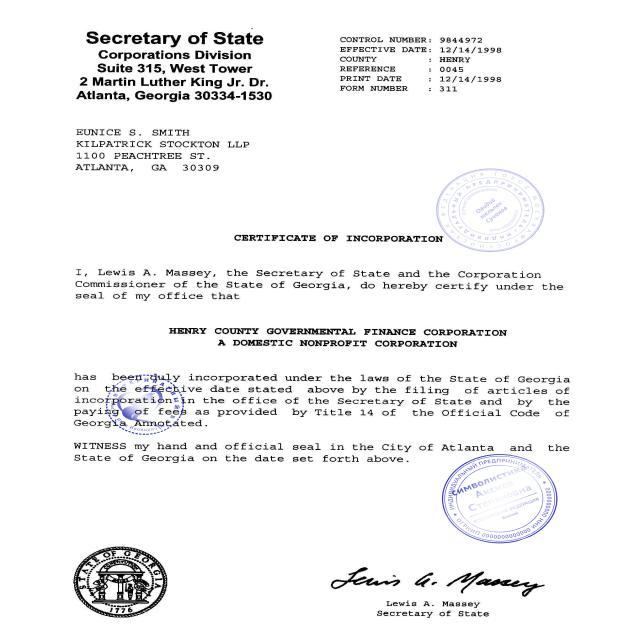 Secretary of State
Corporations Division
Suite 315, West Tower
2 Martin Luther King Jr. Dr.
Atlanta, Georgia 30334-1530
CONTROL NUMBER: 9844972
EFFECTIVE DATE: 12/14/1998
COUNTY : HENRY
REFERENCE : 0045
PRINT DATE : 12/14/1998
FORM NUMBER : 311
EUNICE S. SMITH
KILPATRICK STOCKTON LLP
1100 PEACHTREE ST.
ATLANTA, GA 30309
CERTIFICATE OF INCORPORATION
I, Lewis A. Massey, the Secretary of State and the Corporation
Commissioner of the State of Georgia, do hereby certify under the
seal of my office that
HENRY COUNTY GOVERNMENTAL FINANCE CORPORATION
A DOMESTIC NONPROFIT CORPORATION
has been duly incorporated under the laws of the State of Georgia
on the effective date stated above by the filing of articles of
incorporation in the office of the Secretary of State and by the
paying of fees as provided by Title 14 of the Official Code of
Georgia Annotated.
WITNESS my hand and official seal in the City of Atlanta and the
State of Georgia on the date set forth above.
ИНДИВИДУАЛЬНЫЙ ПРЕДПРИНИМАТЕЛЬ
СИМВОЛИСТИКА
Степановна
STATE OF GEORGIA
1776
Lewis A. Massey
Lewis A. Massey
Secretary of State